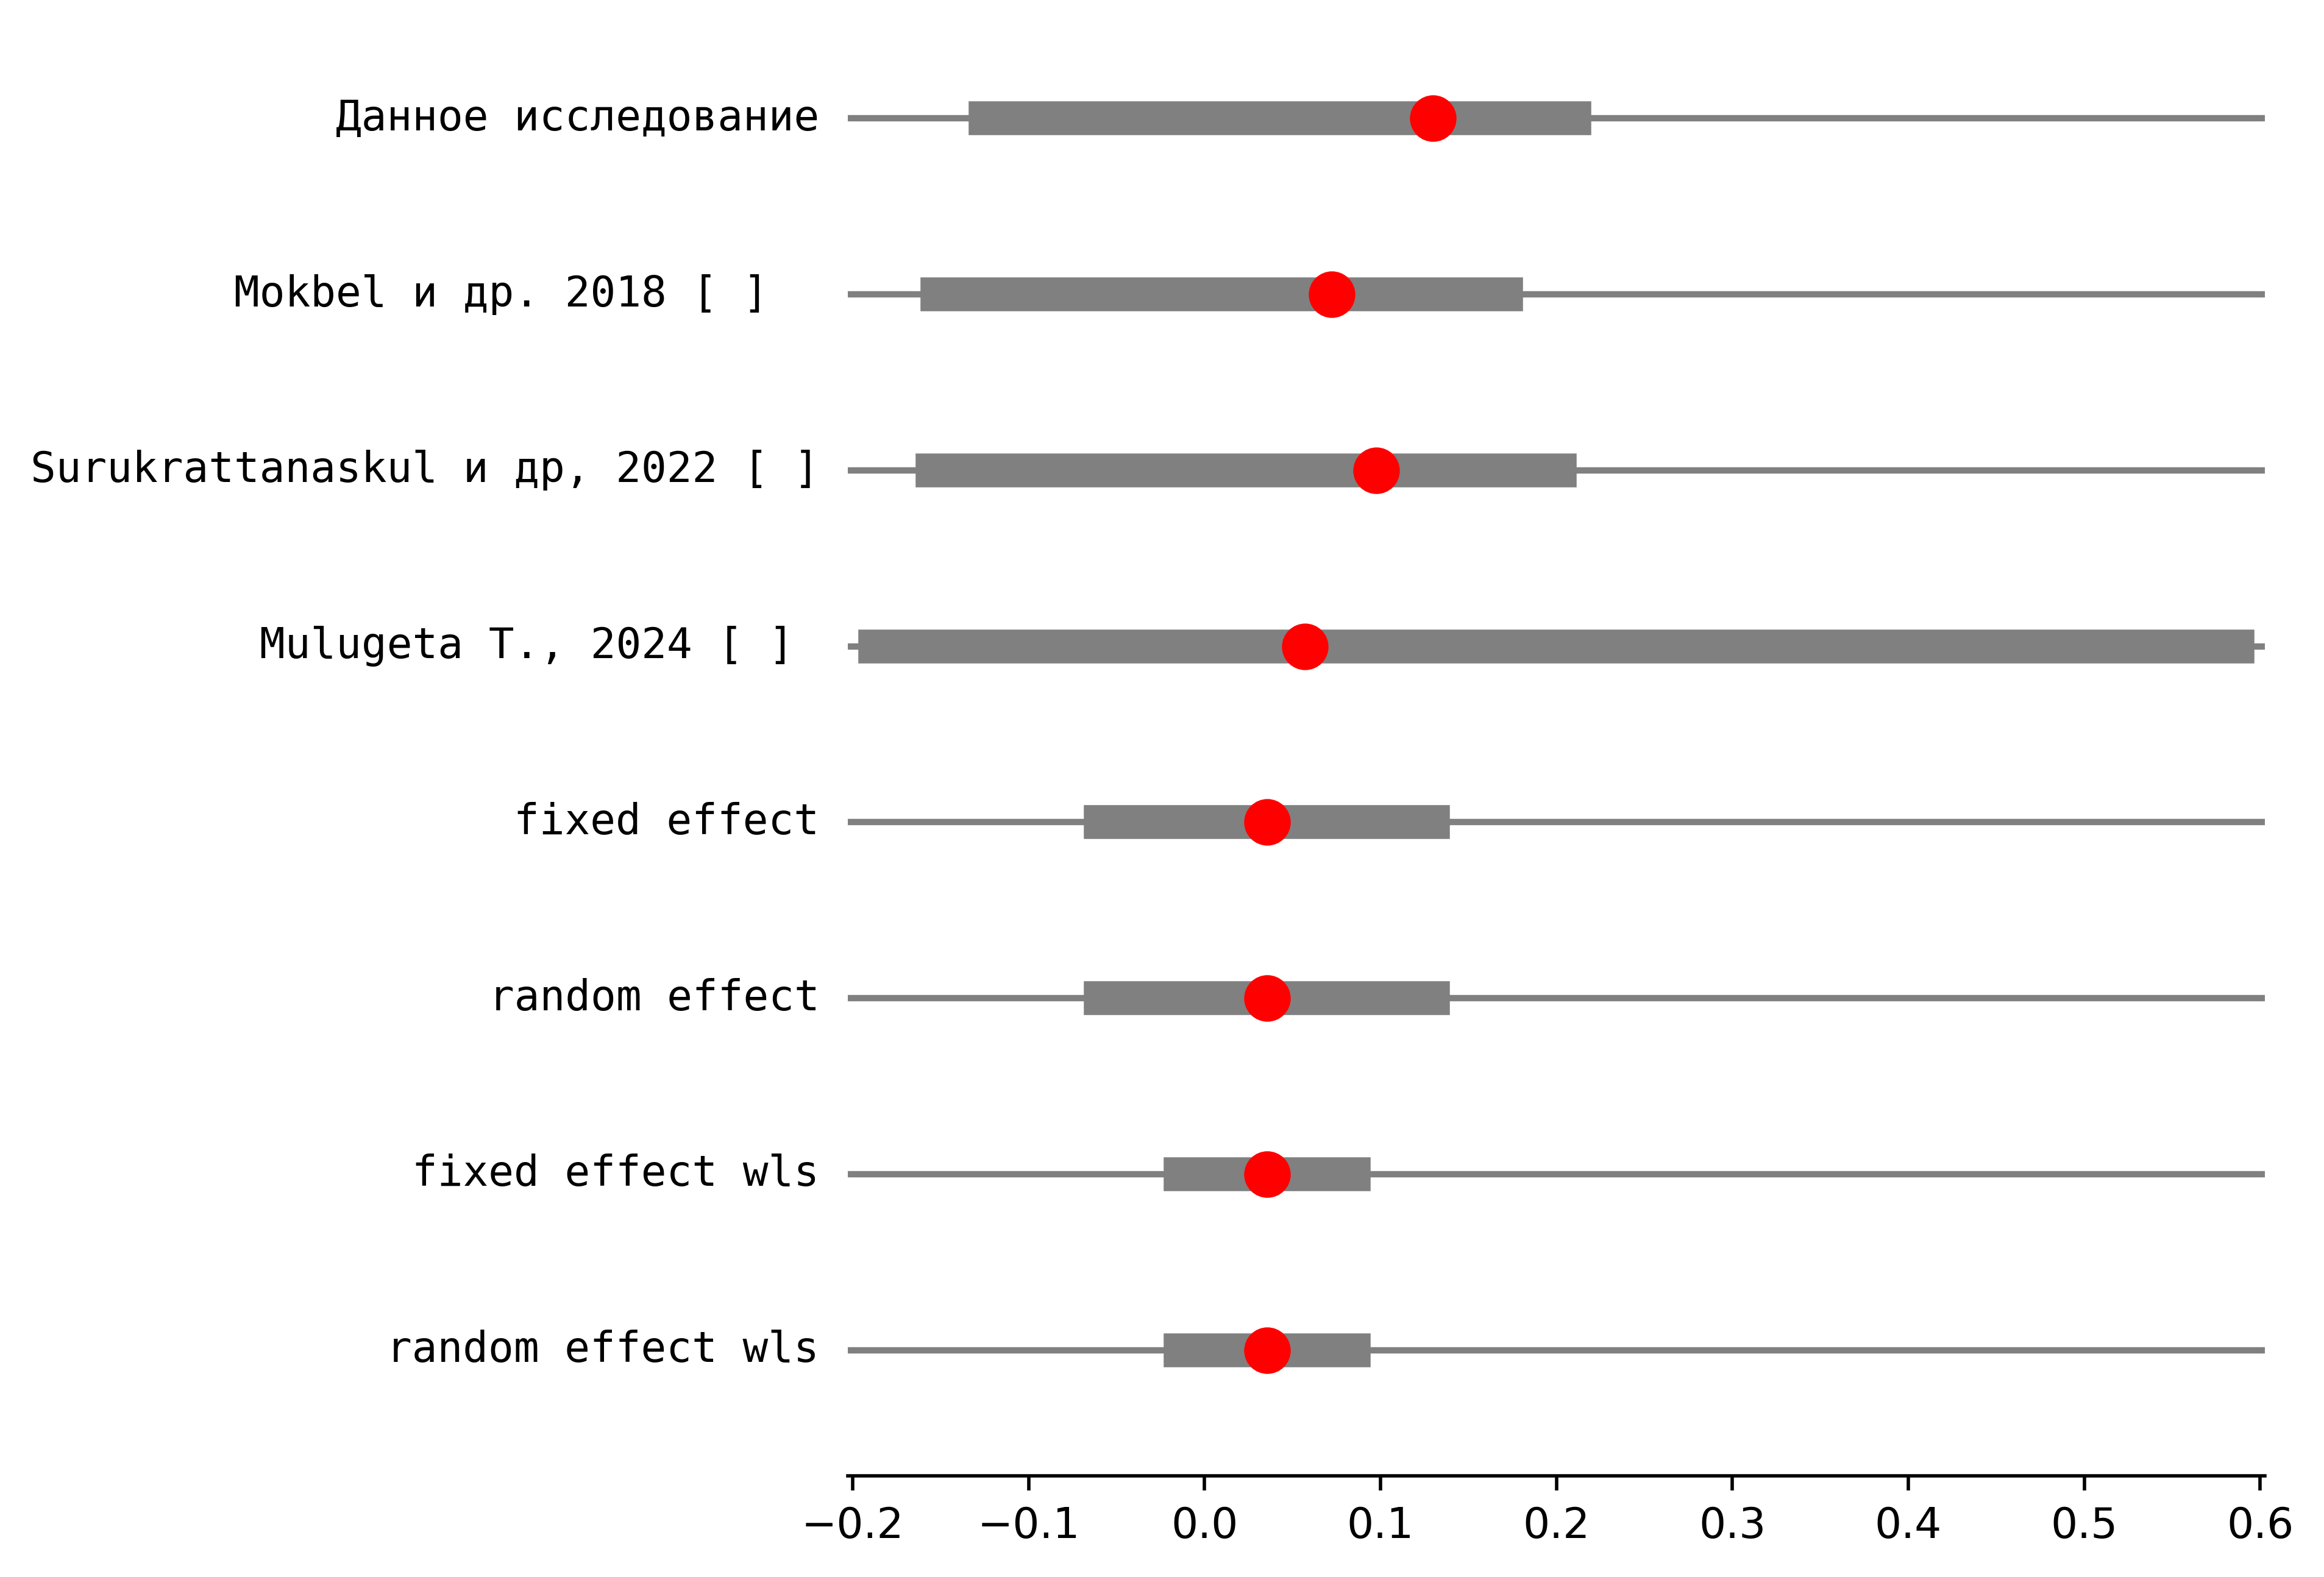 Данное исследование
Mokbel и др. 2018 [ ]
Surukrattanaskul и др, 2022 [ ]
Mulugeta T., 2024 [ ]
fixed effect
random effect
fixed effect wls
random effect wls
−0.2 −0.1 0.0 0.1 0.2 0.3 0.4 0.5 0.6